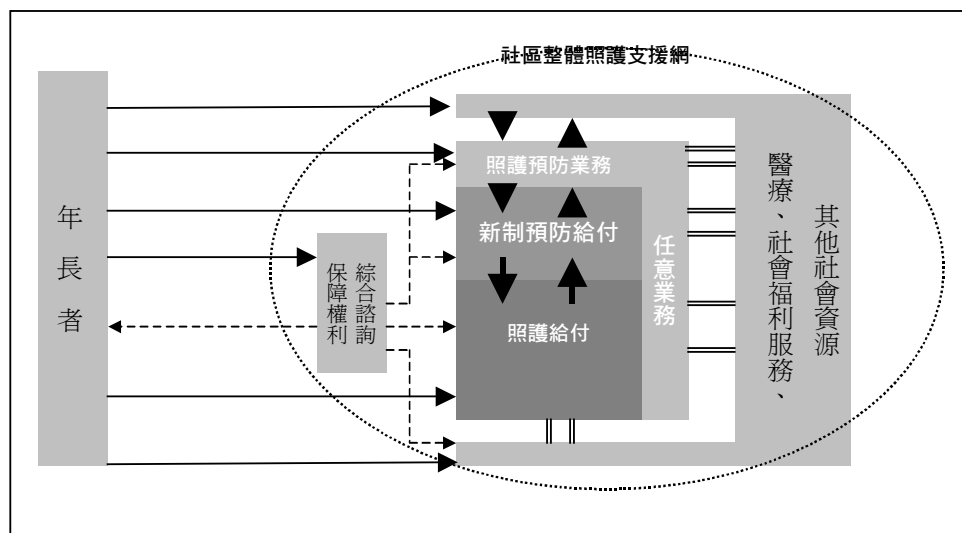 社區整體照護支援網
年長者
綜合諮詢
保障權利
照護預防業務
新制預防給付
照護給付
任意業務
其他社會資源
醫療、社會福利服務、